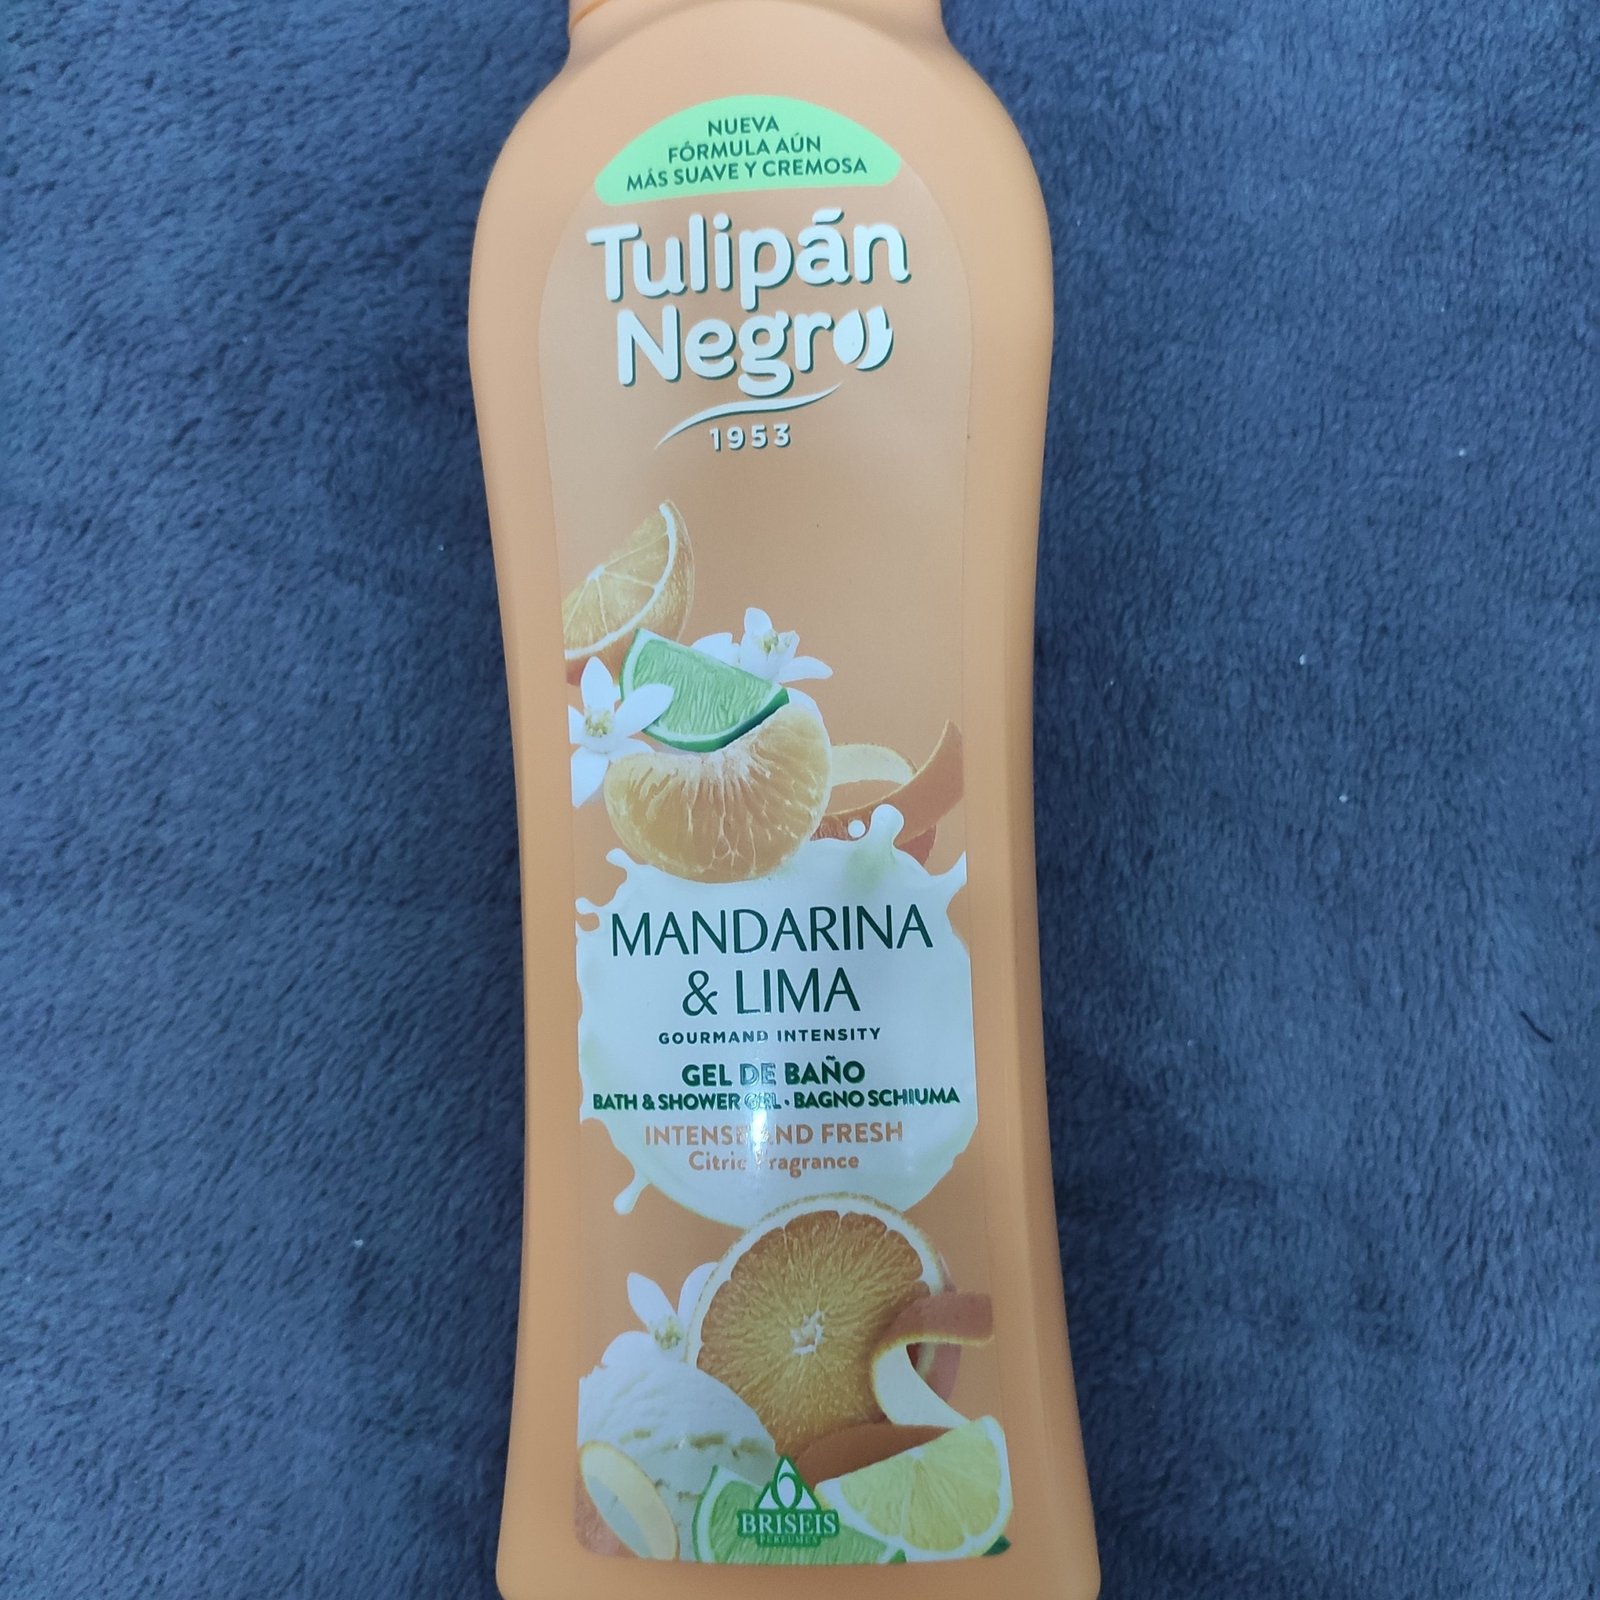 NUEVA
FÓRMULA AÚN
MÁS SUAVE Y CREMOSA
Tulipán
Negro
1953
MANDARINA
& LIMA
GOURMAND INTENSITY
GEL DE BAÑO
BATH & SHOWER GEL · BAGNO SCHIUMA
INTENSE AND FRESH
Citric Fragrance
BRISEIS
PERFUMES